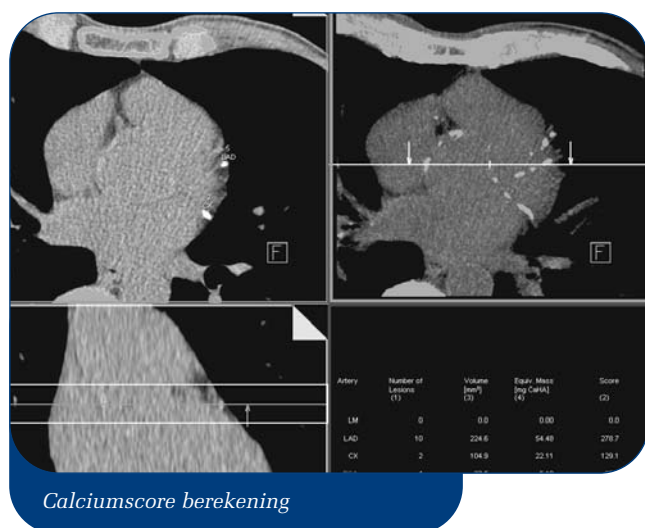 LAD
F
F
Artery Number of Lesions (1) Volume [mm³] (3) Equiv. Mass [mg CaHA] (4) Score (2)
LM 0 0.0 0.00 0.0
LAD 10 224.6 54.48 278.7
CX 2 104.9 22.11 129.1
Calciumscore berekening